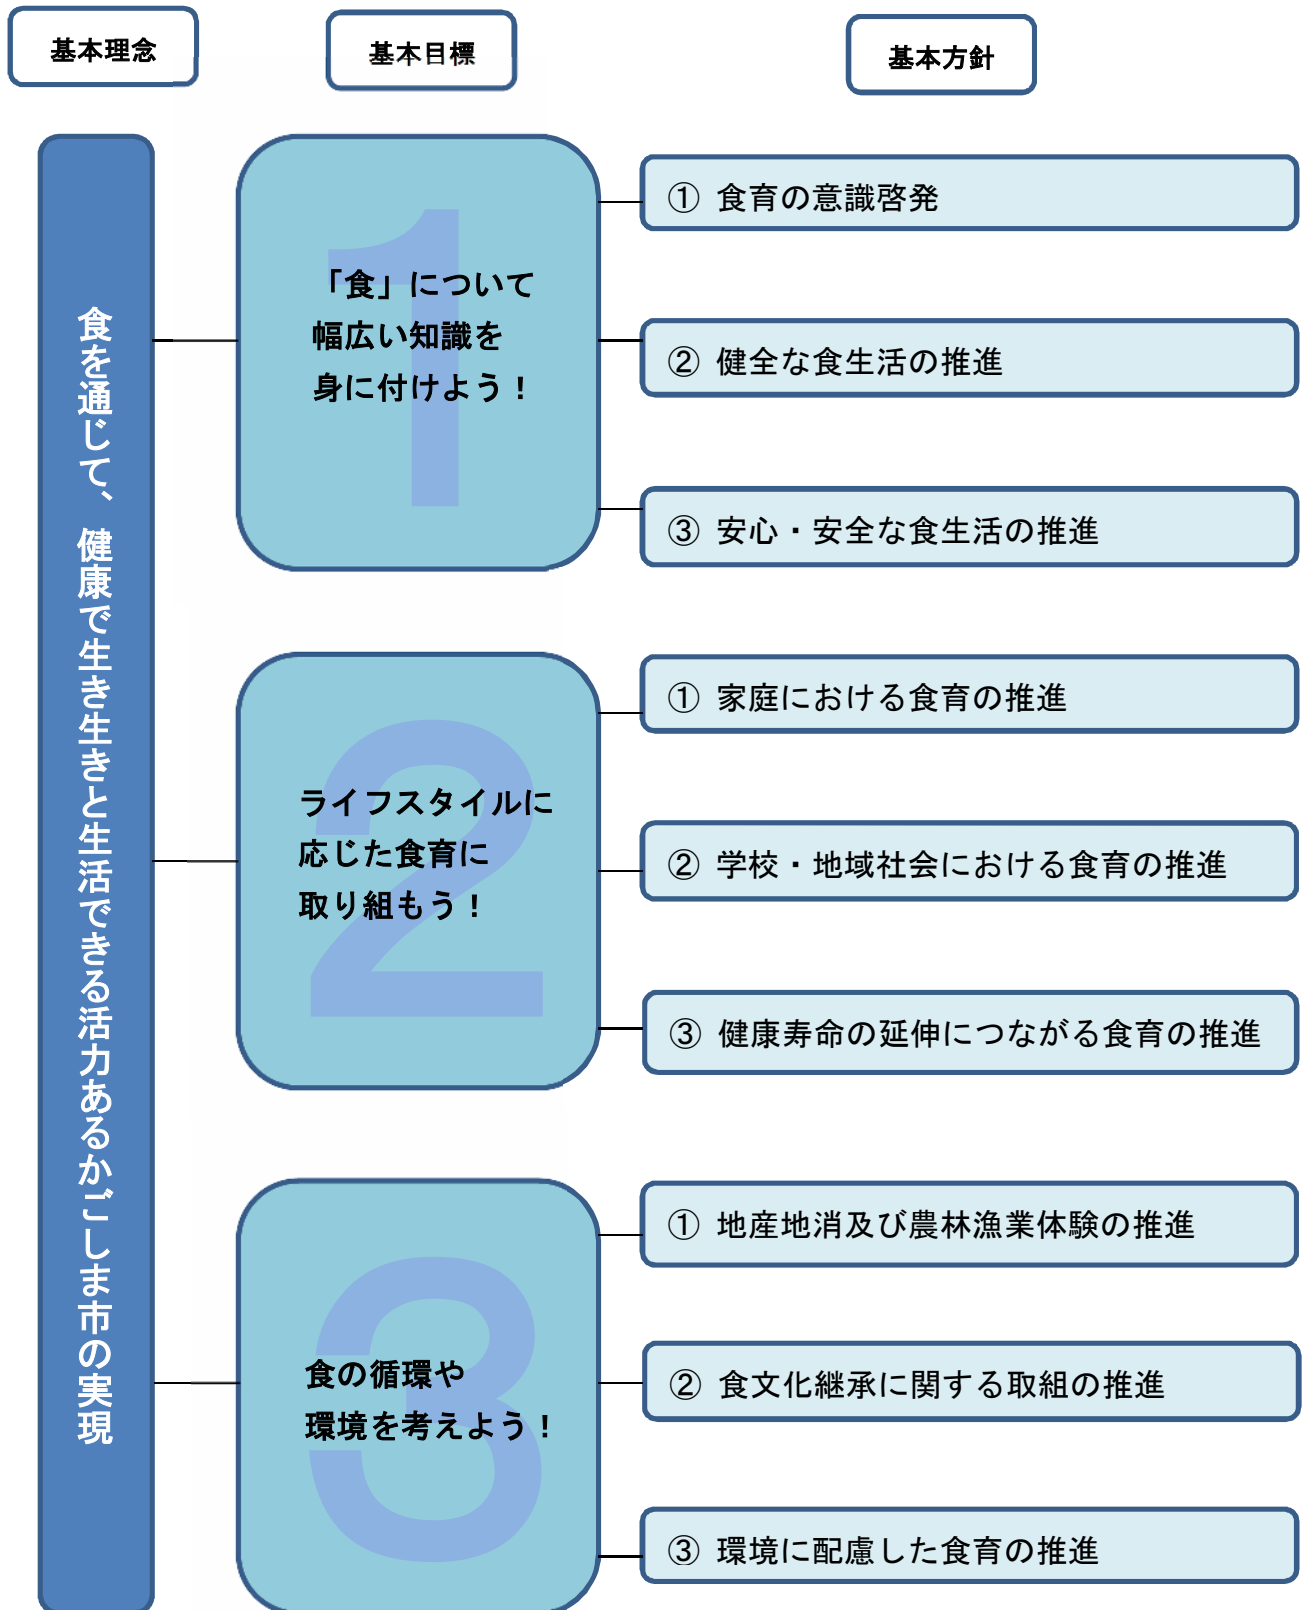 基本理念
基本目標
基本方針
食を通じて、健康で生き生きと生活できる活力あるかごしま市の実現
1
「食」について
幅広い知識を
身に付けよう！
① 食育の意識啓発
② 健全な食生活の推進
③ 安心・安全な食生活の推進
2
ライフスタイルに
応じた食育に
取り組もう！
① 家庭における食育の推進
② 学校・地域社会における食育の推進
③ 健康寿命の延伸につながる食育の推進
3
食の循環や
環境を考えよう！
① 地産地消及び農林漁業体験の推進
② 食文化継承に関する取組の推進
③ 環境に配慮した食育の推進